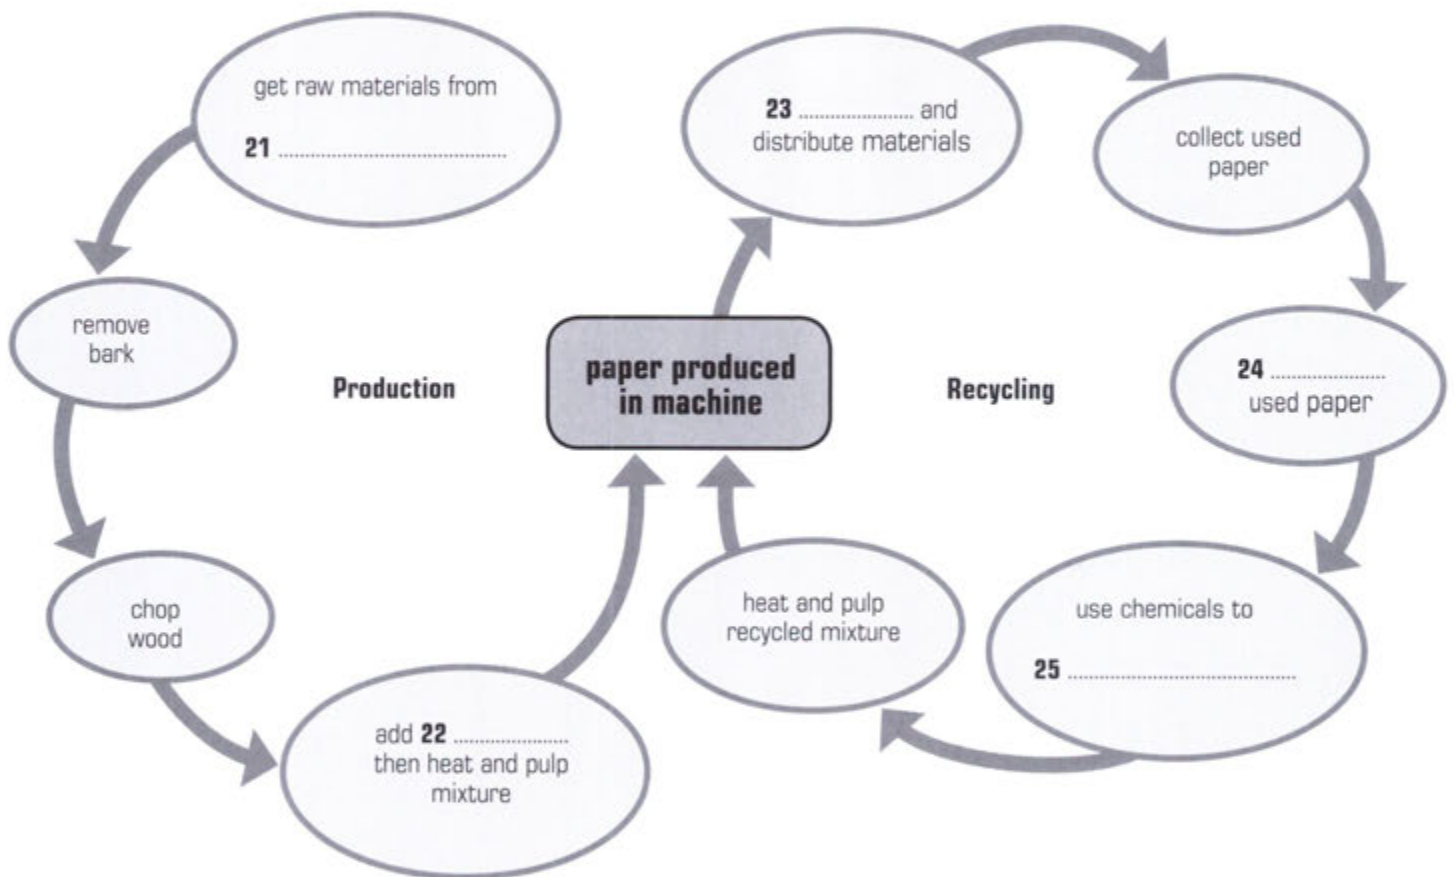 get raw materials from
21 ..............................
remove
bark
chop
wood
add 22 ....................
then heat and pulp
mixture
Production
paper produced
in machine
23 .................... and
distribute materials
collect used
paper
24 ....................
used paper
use chemicals to
25 ..............................
heat and pulp
recycled mixture
Recycling